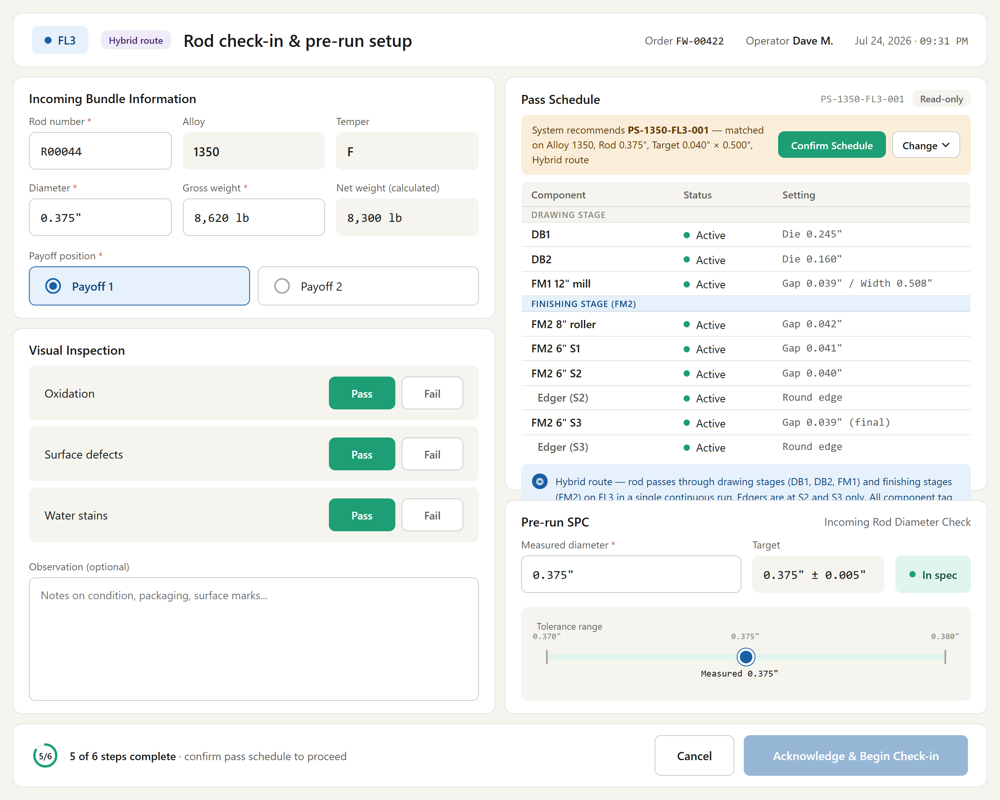 FL3
Hybrid route
Rod check-in & pre-run setup
Order FW-00422
Operator Dave M.
Jul 24, 2026 · 09:31 PM
Incoming Bundle Information
Rod number *
Alloy
Temper
R00044
1350
F
Diameter *
Gross weight *
Net weight (calculated)
0.375"
8,620 lb
8,300 lb
Payoff position *
Payoff 1
Payoff 2
Visual Inspection
Oxidation
Pass
Fail
Surface defects
Pass
Fail
Water stains
Pass
Fail
Observation (optional)
Notes on condition, packaging, surface marks...
Pass Schedule
PS-1350-FL3-001
Read-only
System recommends PS-1350-FL3-001 — matched
on Alloy 1350, Rod 0.375″, Target 0.040″ × 0.500″,
Hybrid route
Confirm Schedule
Change
Component Status Setting
DRAWING STAGE
DB1 Active Die 0.245"
DB2 Active Die 0.160"
FM1 12" mill Active Gap 0.039" / Width 0.508"
FINISHING STAGE (FM2)
FM2 8" roller Active Gap 0.042"
FM2 6" S1 Active Gap 0.041"
FM2 6" S2 Active Gap 0.040"
Edger (S2) Active Round edge
FM2 6" S3 Active Gap 0.039" (final)
Edger (S3) Active Round edge
Hybrid route — rod passes through drawing stages (DB1, DB2, FM1) and finishing stages
(FM2) on FL3 in a single continuous run. Edgers are at S2 and S3 only. All component tag
Pre-run SPC
Incoming Rod Diameter Check
Measured diameter *
Target
0.375"
0.375" ± 0.005"
In spec
Tolerance range
0.370"
0.375"
0.380"
Measured 0.375"
5/6
5 of 6 steps complete · confirm pass schedule to proceed
Cancel
Acknowledge & Begin Check-in